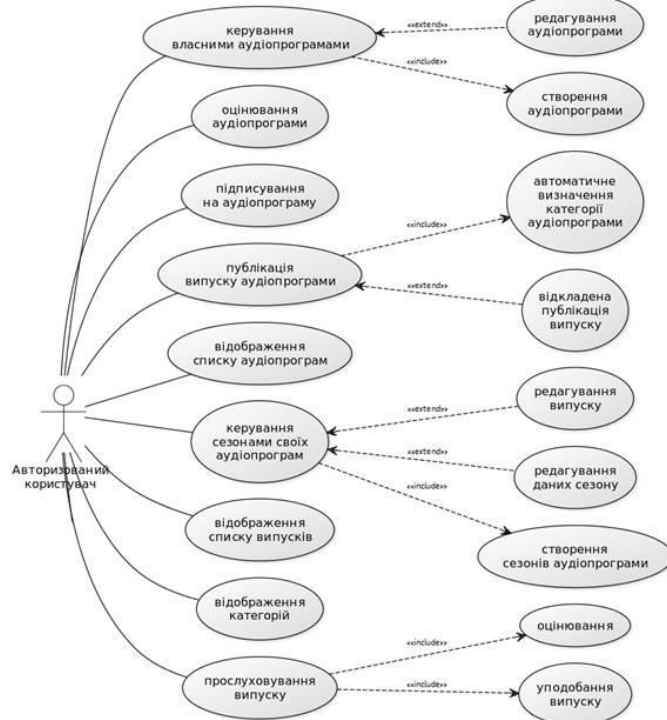 керування
власними аудіопрограмами
«extend»
редагування
аудіопрограми
«include»
створення
аудіопрограми
оцінювання
аудіопрограми
підписування
на аудіопрограму
автоматичне
визначення
категорії
аудіопрограми
«include»
публікація
випуску аудіопрограми
«extend»
відкладена
публікація
випуску
відображення
списку аудіопрограм
керування
сезонами своїх
аудіопрограм
«extend»
редагування
випуску
«extend»
редагування
даних сезону
«include»
створення
сезонів аудіопрограми
Авторизований
користувач
відображення
списку випусків
відображення
категорій
«include»
оцінювання
прослуховування
випуску
«include»
уподобання
випуску